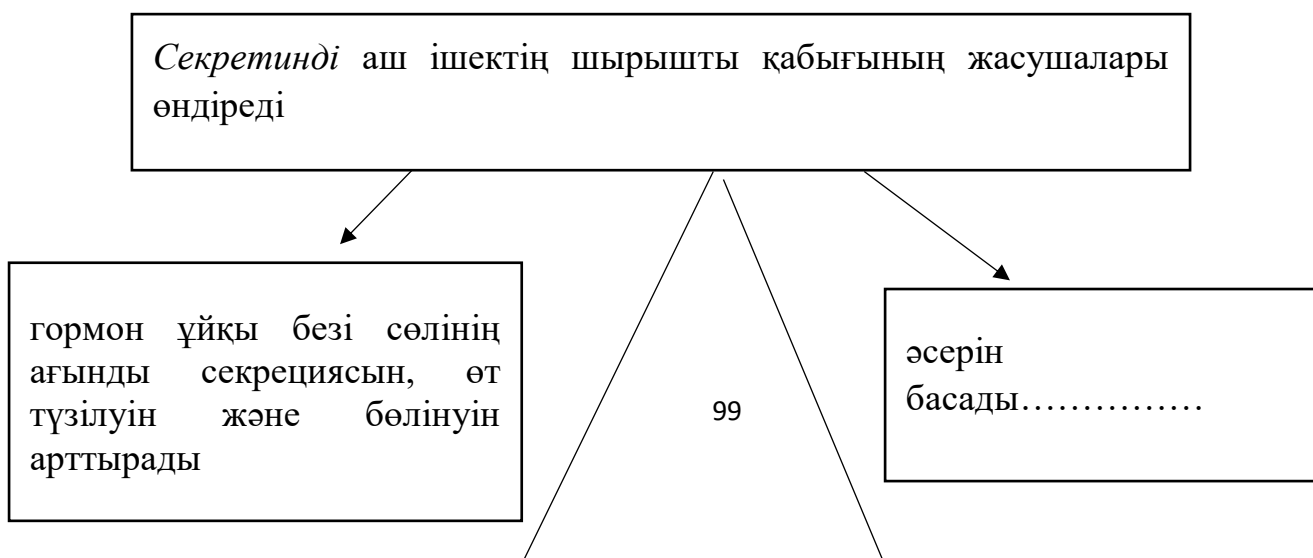 Секретинді аш ішектің шырышты қабығының жасушалары
өндіреді
гормон ұйқы безі сөлінің
ағынды секрециясын, өт
түзілуін және бөлінуін
арттырады
99
әсерін
басады……………